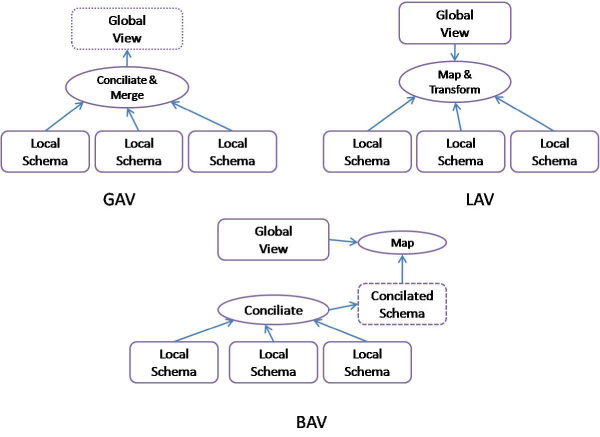 Global
View
Conciliate &
Merge
Local
Schema
Local
Schema
Local
Schema
GAV
Global
View
Map &
Transform
Local
Schema
Local
Schema
Local
Schema
LAV
Global
View
Map
Conciliate
Concilated
Schema
Local
Schema
Local
Schema
Local
Schema
BAV